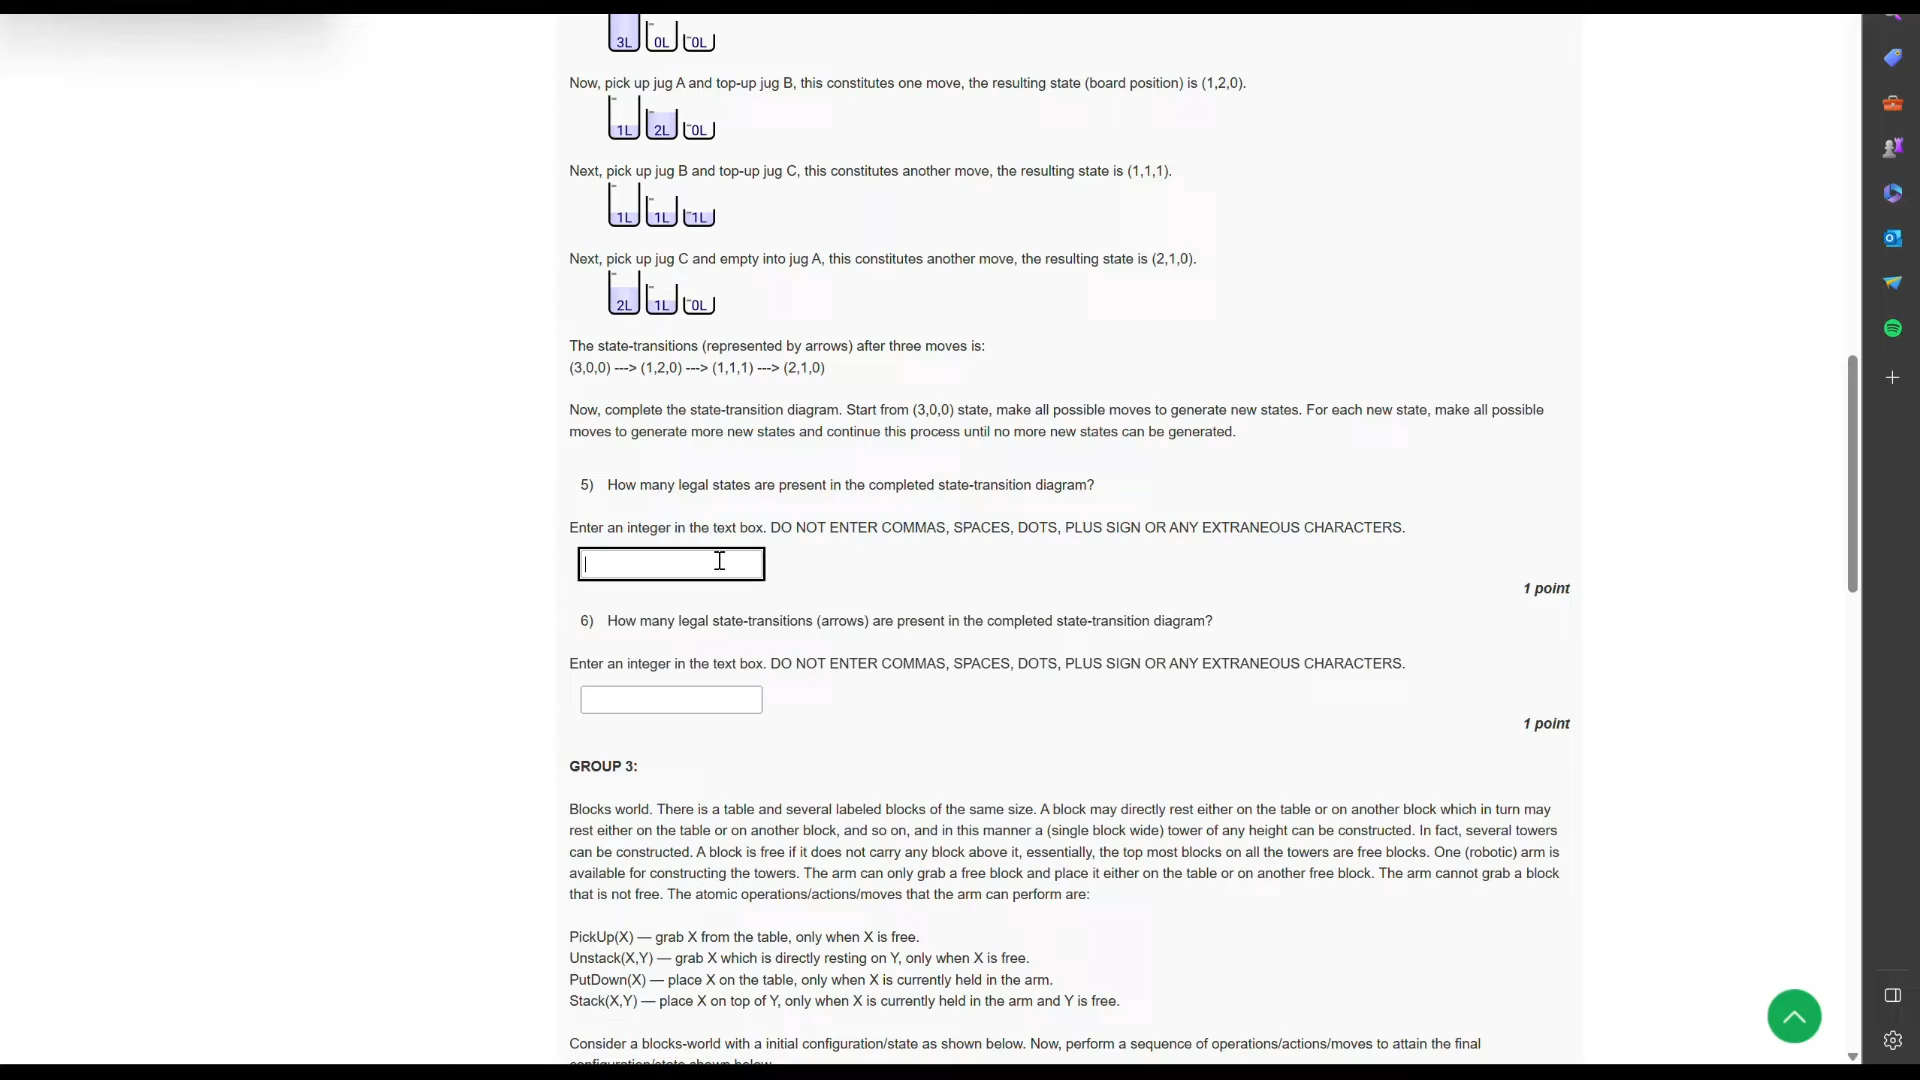 3L 0L 0L
Now, pick up jug A and top-up jug B, this constitutes one move, the resulting state (board position) is (1,2,0).
1L 2L 0L
Next, pick up jug B and top-up jug C, this constitutes another move, the resulting state is (1,1,1).
1L 1L 1L
Next, pick up jug C and empty into jug A, this constitutes another move, the resulting state is (2,1,0).
2L 1L 0L
The state-transitions (represented by arrows) after three moves is:
(3,0,0) ---> (1,2,0) ---> (1,1,1) ---> (2,1,0)
Now, complete the state-transition diagram. Start from (3,0,0) state, make all possible moves to generate new states. For each new state, make all possible
moves to generate more new states and continue this process until no more new states can be generated.
5) How many legal states are present in the completed state-transition diagram?
Enter an integer in the text box. DO NOT ENTER COMMAS, SPACES, DOTS, PLUS SIGN OR ANY EXTRANEOUS CHARACTERS.
1 point
6) How many legal state-transitions (arrows) are present in the completed state-transition diagram?
Enter an integer in the text box. DO NOT ENTER COMMAS, SPACES, DOTS, PLUS SIGN OR ANY EXTRANEOUS CHARACTERS.
1 point
GROUP 3:
Blocks world. There is a table and several labeled blocks of the same size. A block may directly rest either on the table or on another block which in turn may
rest either on the table or on another block, and so on, and in this manner a (single block wide) tower of any height can be constructed. In fact, several towers
can be constructed. A block is free if it does not carry any block above it, essentially, the top most blocks on all the towers are free blocks. One (robotic) arm is
available for constructing the towers. The arm can only grab a free block and place it either on the table or on another free block. The arm cannot grab a block
that is not free. The atomic operations/actions/moves that the arm can perform are:
PickUp(X) — grab X from the table, only when X is free.
Unstack(X,Y) — grab X which is directly resting on Y, only when X is free.
PutDown(X) — place X on the table, only when X is currently held in the arm.
Stack(X,Y) — place X on top of Y, only when X is currently held in the arm and Y is free.
Consider a blocks-world with a initial configuration/state as shown below. Now, perform a sequence of operations/actions/moves to attain the final